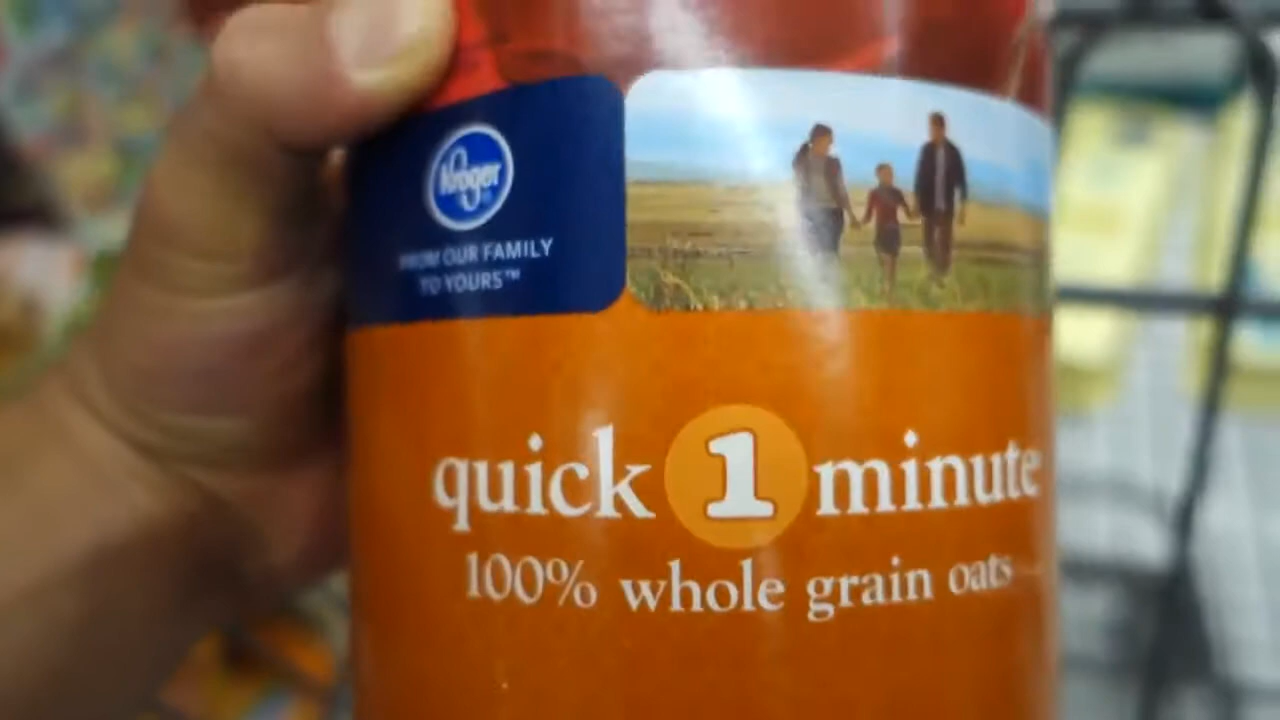 Kroger
FROM OUR FAMILY
TO YOURS™
quick 1 minute
100% whole grain oats